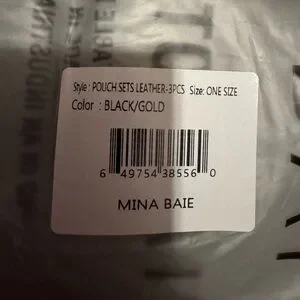 Style : POUCH SETS LEATHER-3PCS Size: ONE SIZE
Color : BLACK/GOLD
6 49754 38556 0
MINA BAIE